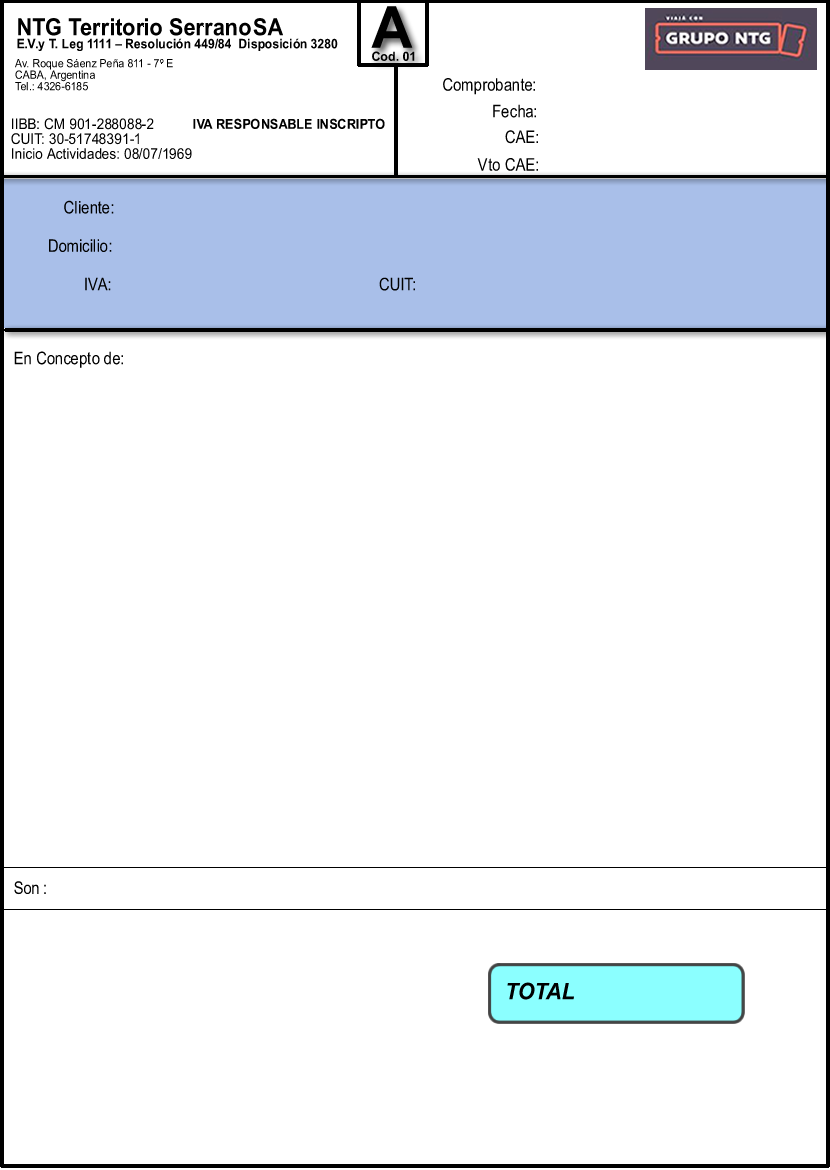 NTG Territorio SerranoSA
E.V.y T. Leg 1111 – Resolución 449/84 Disposición 3280
Av. Roque Sáenz Peña 811 - 7º E
CABA, Argentina
Tel.: 4326-6185
IIBB: CM 901-288088-2 IVA RESPONSABLE INSCRIPTO
CUIT: 30-51748391-1
Inicio Actividades: 08/07/1969
A
Cod. 01
VIAJÁ CON
GRUPO NTG
Comprobante:
Fecha:
CAE:
Vto CAE:
Cliente:
Domicilio:
IVA: CUIT:
En Concepto de:
Son :
TOTAL